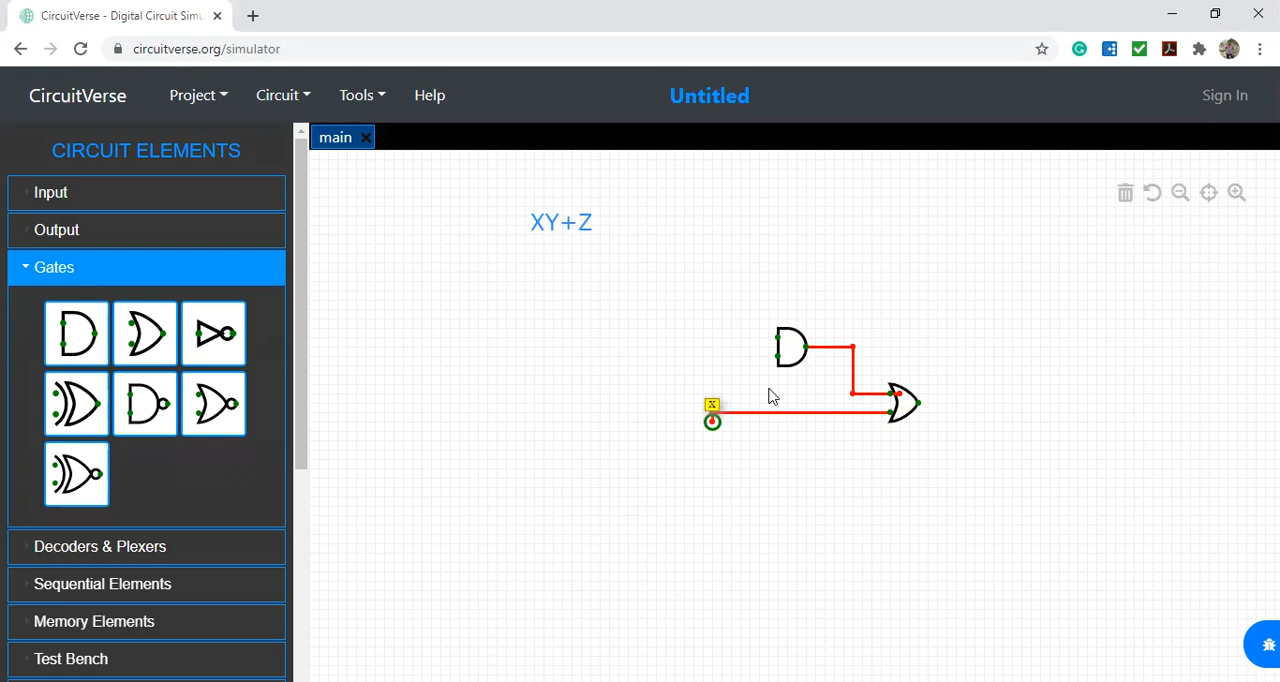 CircuitVerse - Digital Circuit Simu
circuitverse.org/simulator
CircuitVerse Project Circuit Tools Help Untitled Sign In
CIRCUIT ELEMENTS
main
Input
Output
Gates
Decoders & Plexers
Sequential Elements
Memory Elements
Test Bench
XY+Z
X